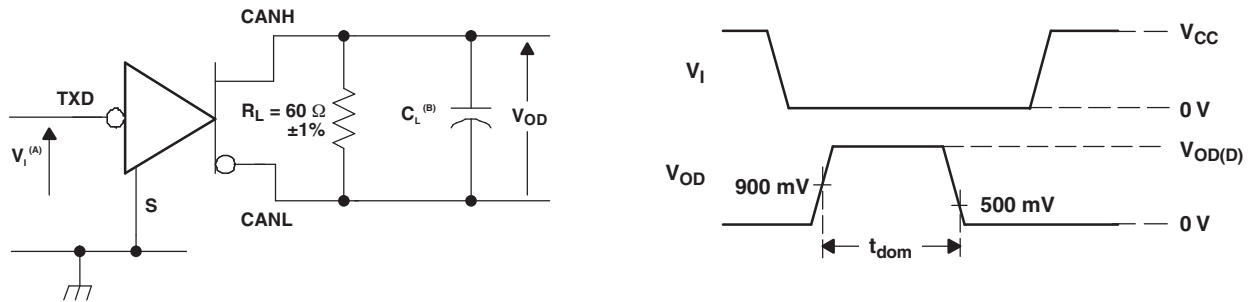 CANH
TXD
R_L = 60 Ω
±1%
C_L (B)
V_OD
V_I (A)
S
CANL
V_I
V_CC
0 V
V_OD
900 mV
V_OD(D)
500 mV
0 V
t_dom